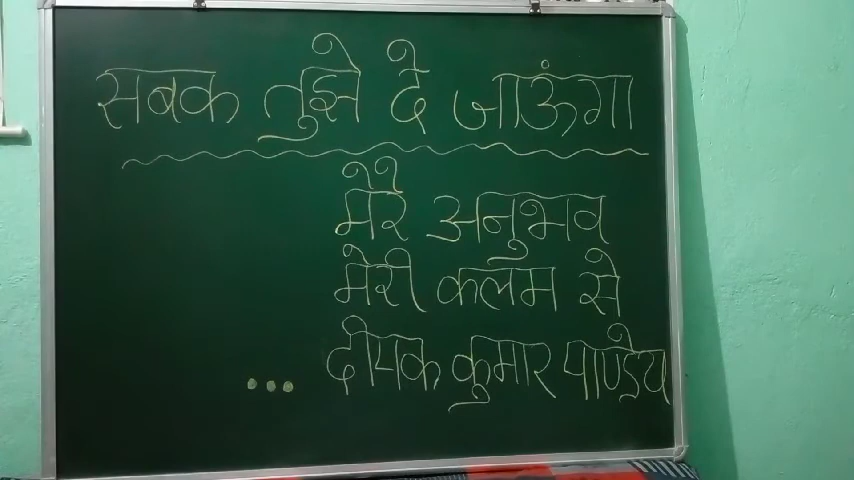 सबक तुझे दे जाऊंगा
मेरे अनुभव
मेरी कलम से
... दीपक कुमार पाण्डेय